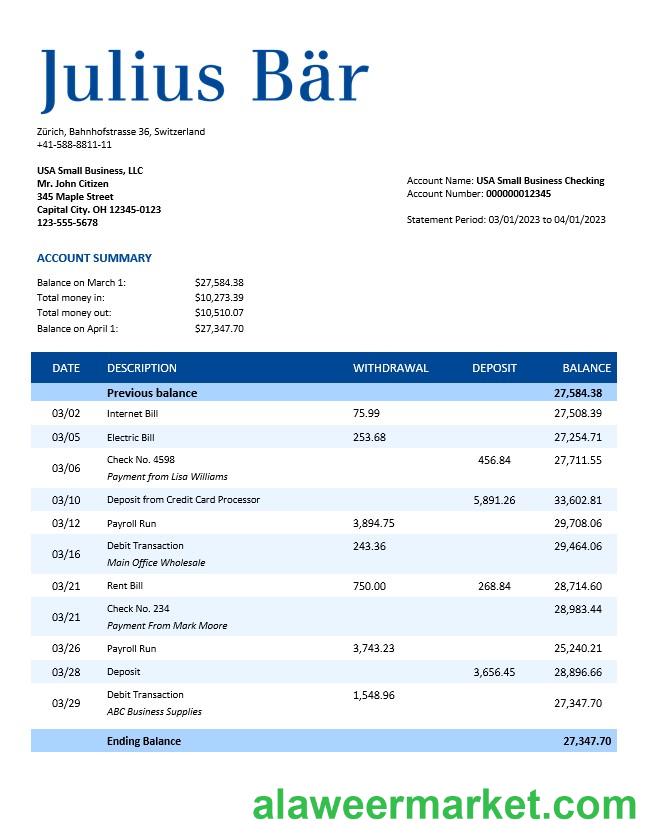 Julius Bär
Zürich, Bahnhofstrasse 36, Switzerland
+41-588-8811-11
USA Small Business, LLC
Mr. John Citizen
345 Maple Street
Capital City. OH 12345-0123
123-555-5678
Account Name: USA Small Business Checking
Account Number: 000000012345
Statement Period: 03/01/2023 to 04/01/2023
ACCOUNT SUMMARY
Balance on March 1: $27,584.38
Total money in: $10,273.39
Total money out: $10,510.07
Balance on April 1: $27,347.70
DATE DESCRIPTION WITHDRAWAL DEPOSIT BALANCE
Previous balance 27,584.38
03/02 Internet Bill 75.99 27,508.39
03/05 Electric Bill 253.68 27,254.71
03/06 Check No. 4598 456.84 27,711.55
Payment from Lisa Williams
03/10 Deposit from Credit Card Processor 5,891.26 33,602.81
03/12 Payroll Run 3,894.75 29,708.06
03/16 Debit Transaction 243.36 29,464.06
Main Office Wholesale
03/21 Rent Bill 750.00 268.84 28,714.60
03/21 Check No. 234 28,983.44
Payment From Mark Moore
03/26 Payroll Run 3,743.23 25,240.21
03/28 Deposit 3,656.45 28,896.66
03/29 Debit Transaction 1,548.96 27,347.70
ABC Business Supplies
Ending Balance 27,347.70
alaweermarket.com